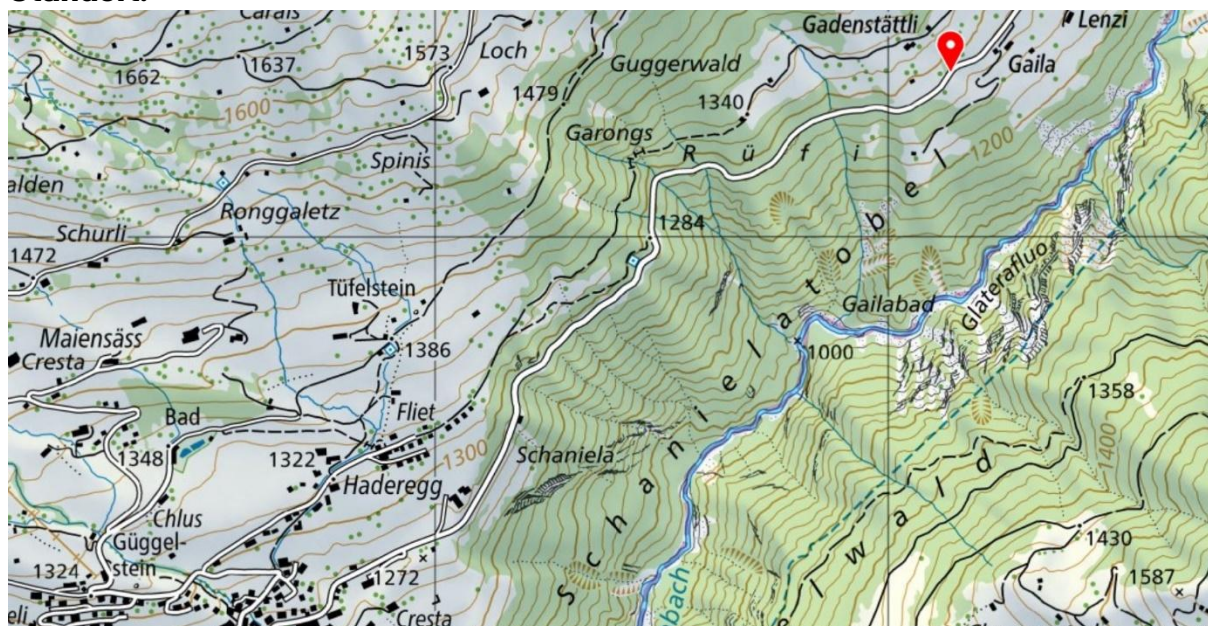 Carais
1662
1637
1573
Loch
1600
1479
Guggerwald
Gadenstättli
Lenzi
Gaila
1340
Garongs
Rüfi
1200
Spinis
alden
Ronggaletz
Schurli
1472
1284
Tüfelstein
Maiensäss
Cresta
1386
Gailabad
Gläterafluo
1000
1358
Schanielatobel
Fliet
Bad
1348
1322
1300
Haderegg
Schaniela
1400
Chlus
Güggel-
stein
1324
1272
Cresta
eli
bach
lwald
1430
1587